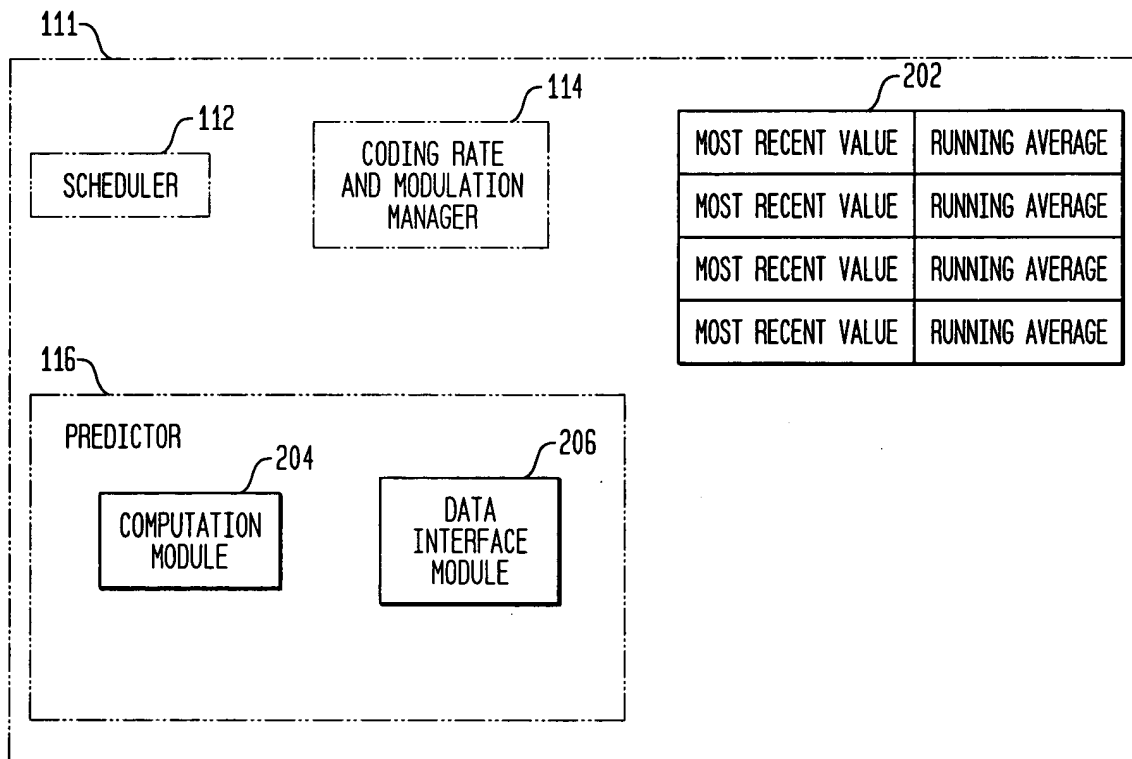 111
112
SCHEDULER
114
CODING RATE
AND MODULATION
MANAGER
202
MOST RECENT VALUE RUNNING AVERAGE
MOST RECENT VALUE RUNNING AVERAGE
MOST RECENT VALUE RUNNING AVERAGE
MOST RECENT VALUE RUNNING AVERAGE
116
PREDICTOR
204
COMPUTATION
MODULE
206
DATA
INTERFACE
MODULE